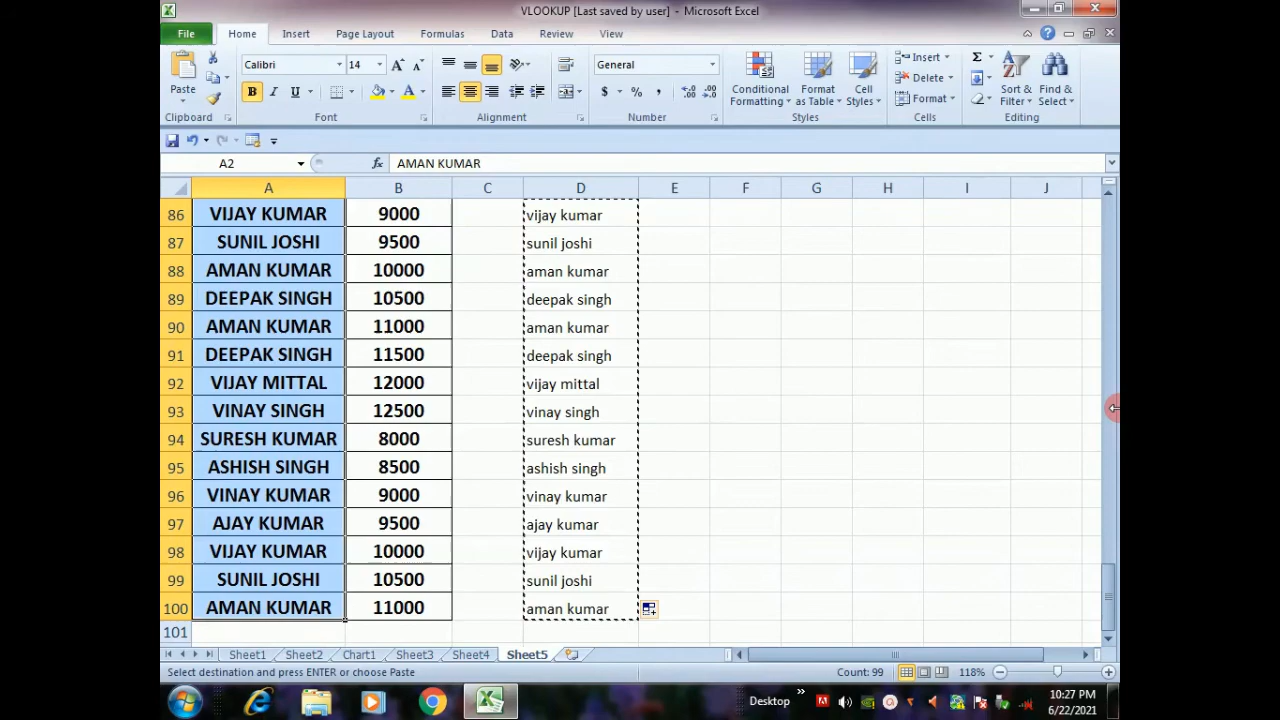 VLOOKUP [Last saved by user] - Microsoft Excel
File Home Insert Page Layout Formulas Data Review View
Paste
Calibri 14
B I U A
General
$ % ,
Conditional Formatting
Format as Table
Cell Styles
Insert
Delete
Format
Σ
Sort & Filter
Find & Select
Clipboard Font Alignment Number Styles Cells Editing
A2 fx AMAN KUMAR
A B C D E F G H I J
86 VIJAY KUMAR 9000 vijay kumar
87 SUNIL JOSHI 9500 sunil joshi
88 AMAN KUMAR 10000 aman kumar
89 DEEPAK SINGH 10500 deepak singh
90 AMAN KUMAR 11000 aman kumar
91 DEEPAK SINGH 11500 deepak singh
92 VIJAY MITTAL 12000 vijay mittal
93 VINAY SINGH 12500 vinay singh
94 SURESH KUMAR 8000 suresh kumar
95 ASHISH SINGH 8500 ashish singh
96 VINAY KUMAR 9000 vinay kumar
97 AJAY KUMAR 9500 ajay kumar
98 VIJAY KUMAR 10000 vijay kumar
99 SUNIL JOSHI 10500 sunil joshi
100 AMAN KUMAR 11000 aman kumar
101
Sheet1 Sheet2 Chart1 Sheet3 Sheet4 Sheet5
Select destination and press ENTER or choose Paste Count: 99 118%
Desktop » 10:27 PM
6/22/2021